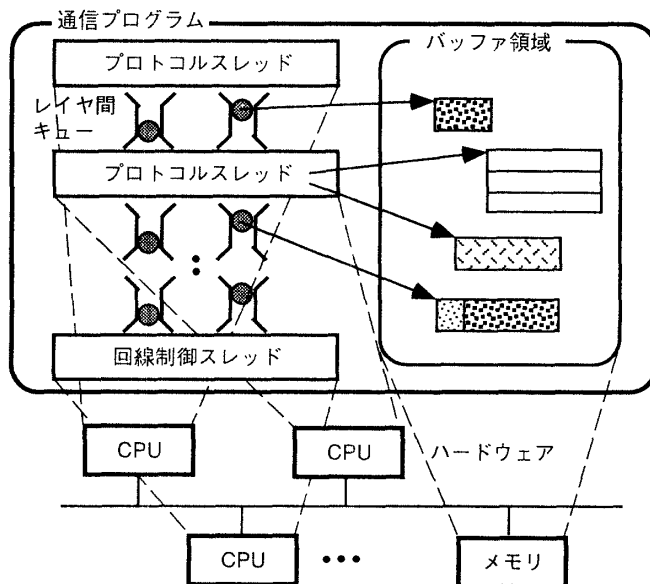 通信プログラム
バッファ領域
プロトコルスレッド
レイヤ間
キュー
プロトコルスレッド
回線制御スレッド
CPU
CPU
ハードウェア
CPU
メモリ